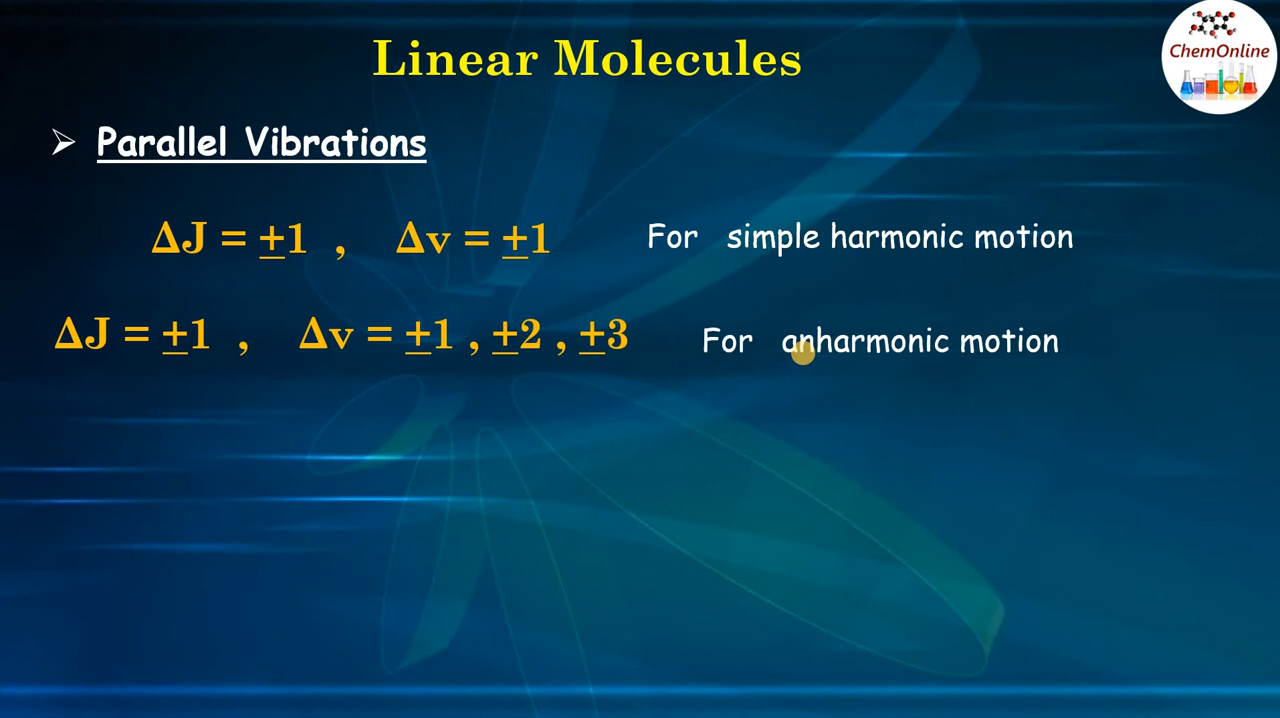 Linear Molecules
ChemOnline
➢ Parallel Vibrations
ΔJ = ±1 , Δv = ±1 For simple harmonic motion
ΔJ = ±1 , Δv = ±1 , ±2 , ±3 For anharmonic motion